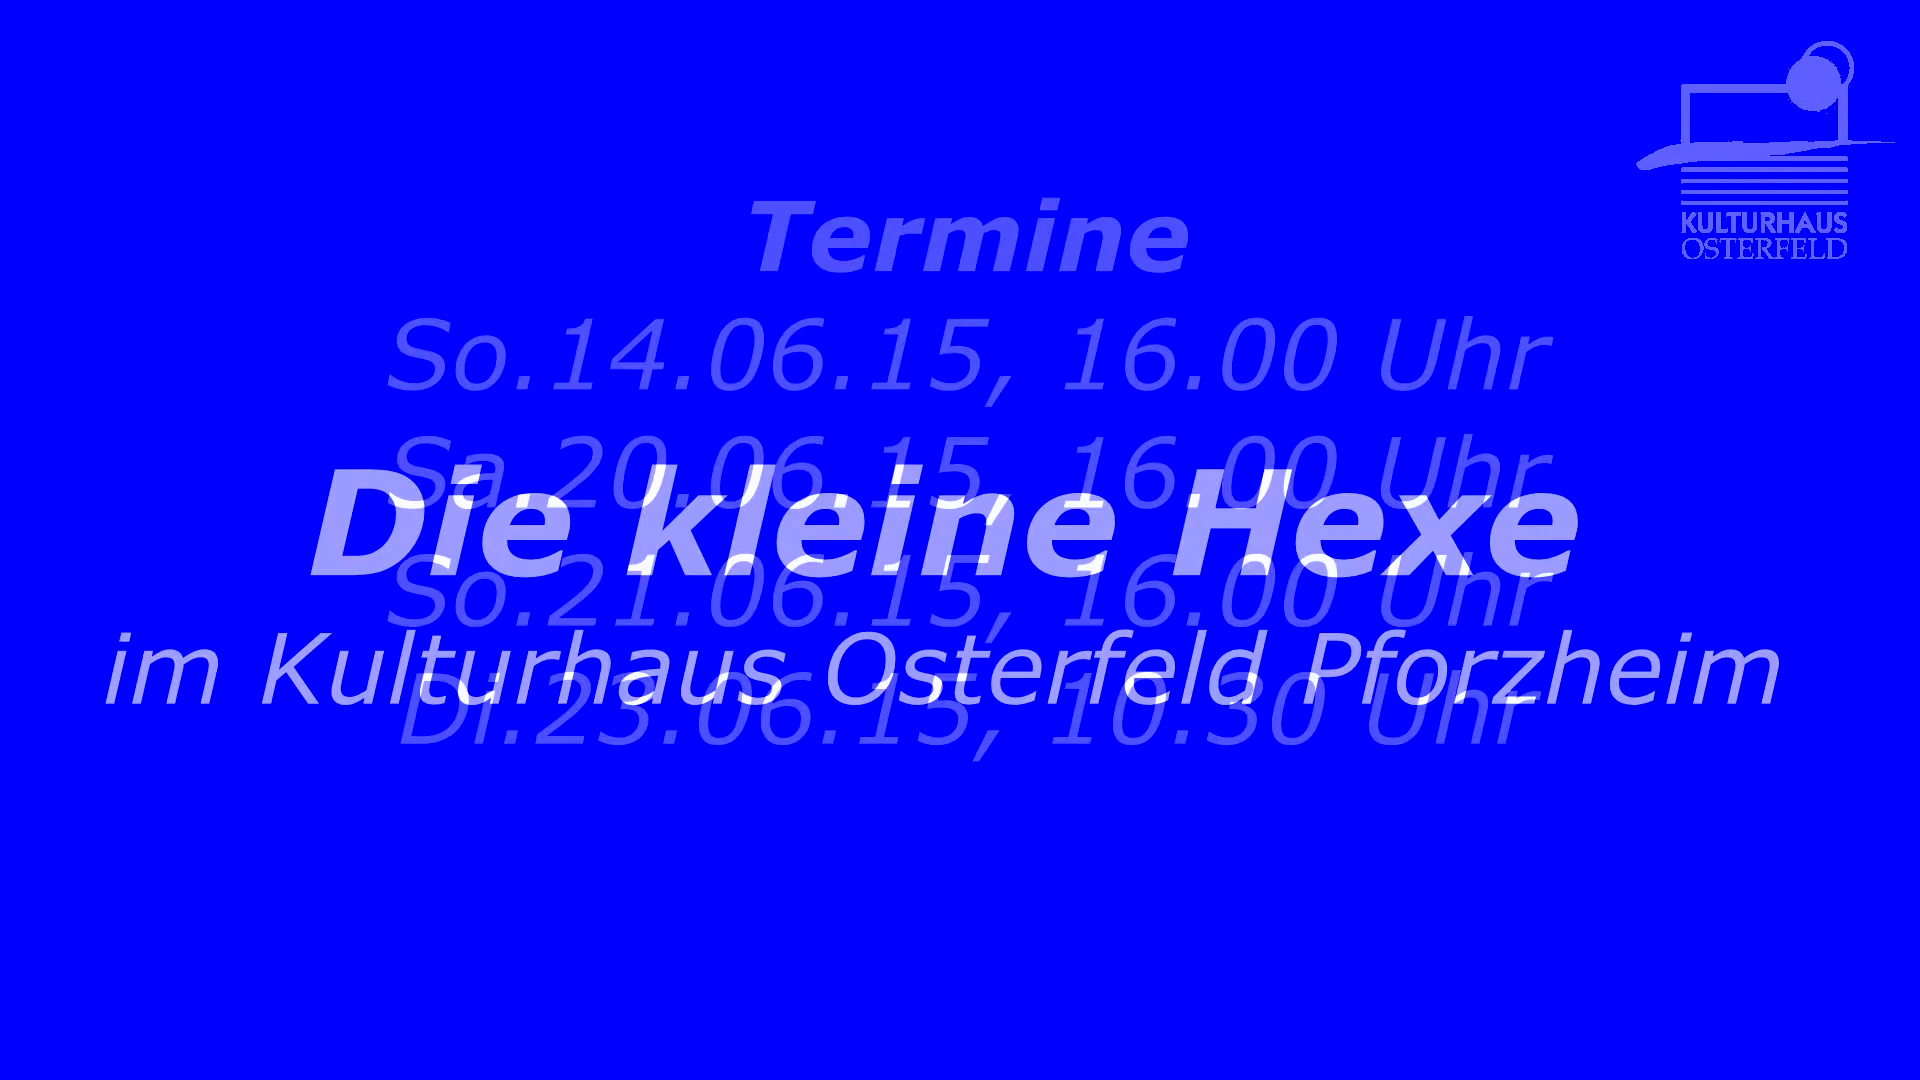 KULTURHAUS
OSTERFELD
Termine
So.14.06.15, 16.00 Uhr
Sa.20.06.15, 16.00 Uhr
Die kleine Hexe
So.21.06.15, 16.00 Uhr
im Kulturhaus Osterfeld Pforzheim
Di.23.06.15, 10.30 Uhr